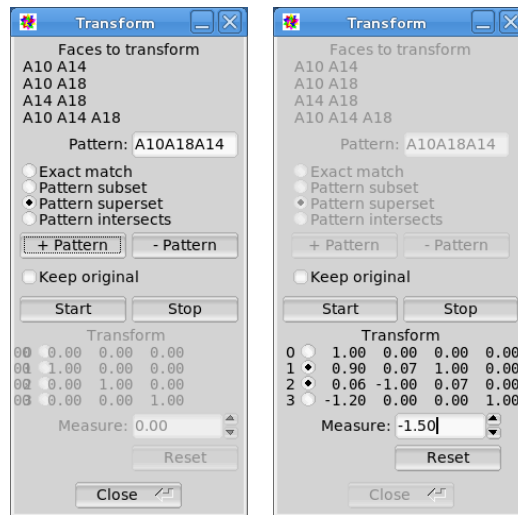 Transform
Faces to transform
A10 A14
A10 A18
A14 A18
A10 A14 A18
Pattern: A10A18A14
Exact match
Pattern subset
Pattern superset
Pattern intersects
+ Pattern - Pattern
Keep original
Start Stop
Transform
0.00 0.00 0.00
1.00 0.00 0.00
0.00 1.00 0.00
0.00 0.00 1.00
Measure: 0.00
Reset
Close
Transform
Faces to transform
A10 A14
A10 A18
A14 A18
A10 A14 A18
Pattern: A10A18A14
Exact match
Pattern subset
Pattern superset
Pattern intersects
+ Pattern - Pattern
Keep original
Start Stop
Transform
0 1.00 0.00 0.00 0.00
1 0.90 0.07 1.00 0.00
2 0.06 -1.00 0.07 0.00
3 -1.20 0.00 0.00 1.00
Measure: -1.50
Reset
Close